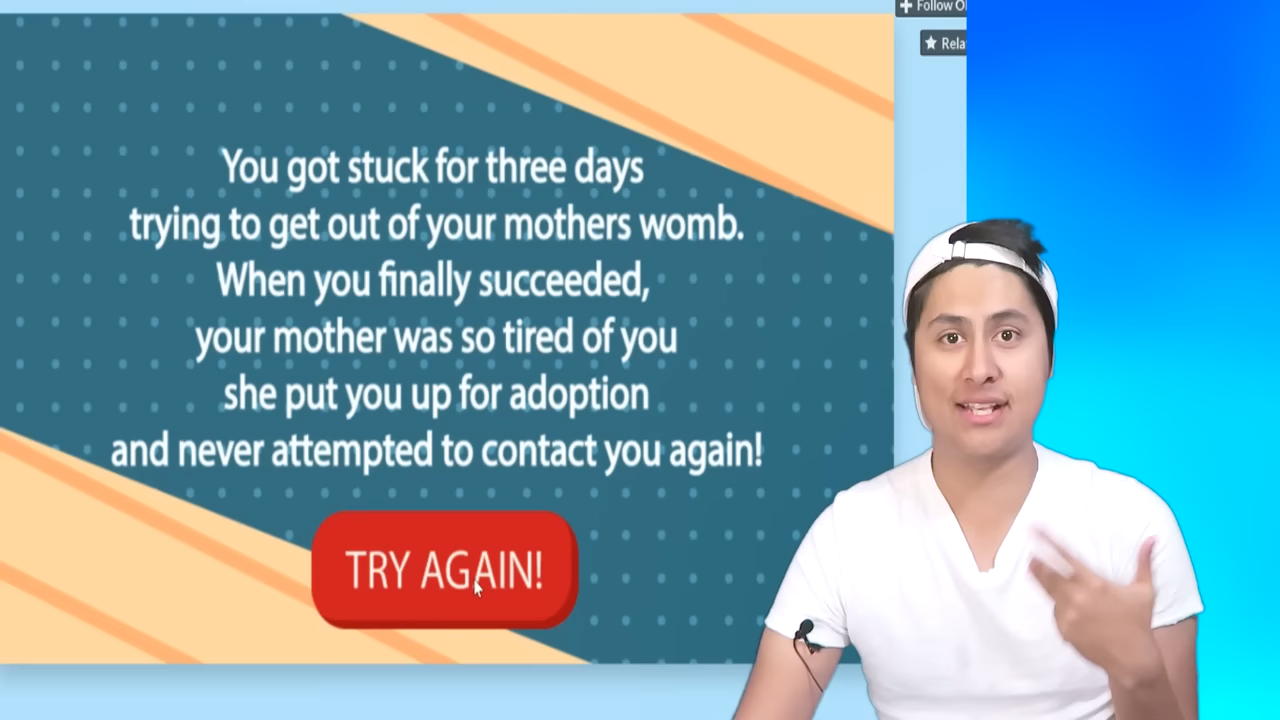 Follow
Rela
You got stuck for three days
trying to get out of your mothers womb.
When you finally succeeded,
your mother was so tired of you
she put you up for adoption
and never attempted to contact you again!
TRY AGAIN!